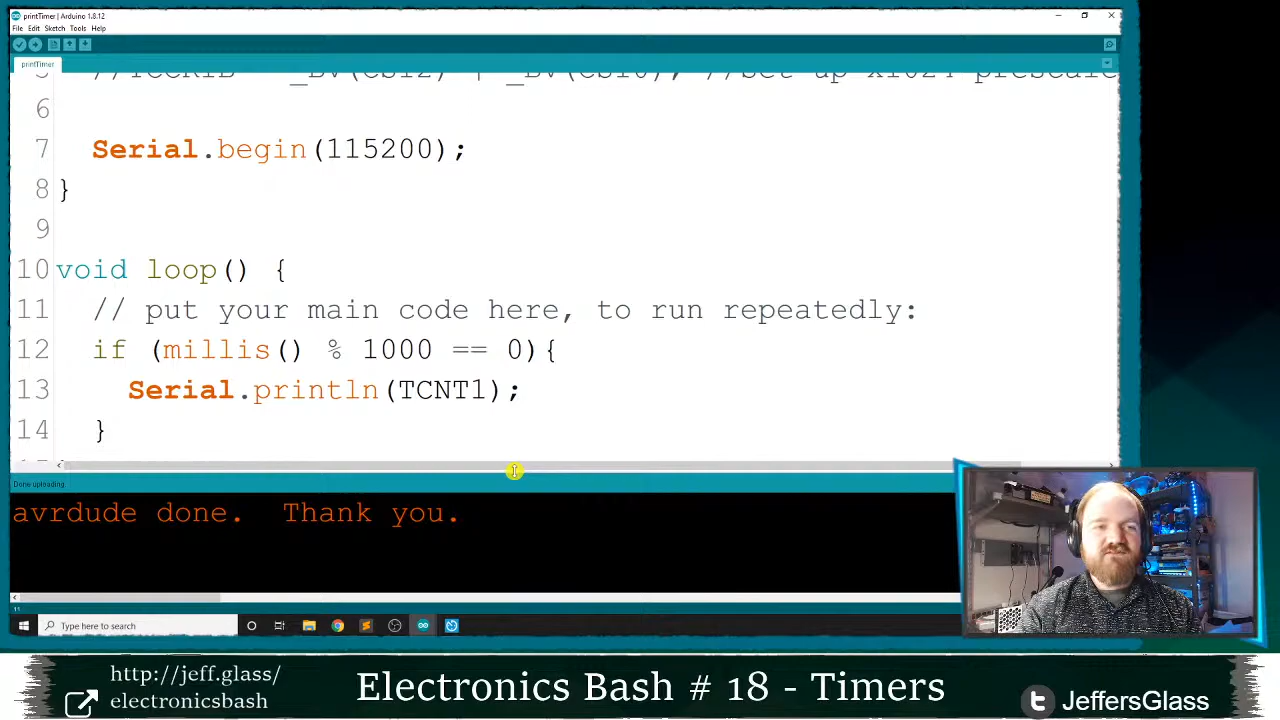 printTimer | Arduino 1.8.12
File Edit Sketch Tools Help
printTimer
6
7 Serial.begin(115200);
8 }
9
10 void loop() {
11 // put your main code here, to run repeatedly:
12 if (millis() % 1000 == 0){
13 Serial.println(TCNT1);
14 }
Done uploading
avrdude done. Thank you.
11
Type here to search
http://jeff.glass/
electronicsbash
Electronics Bash # 18 - Timers
JeffersGlass